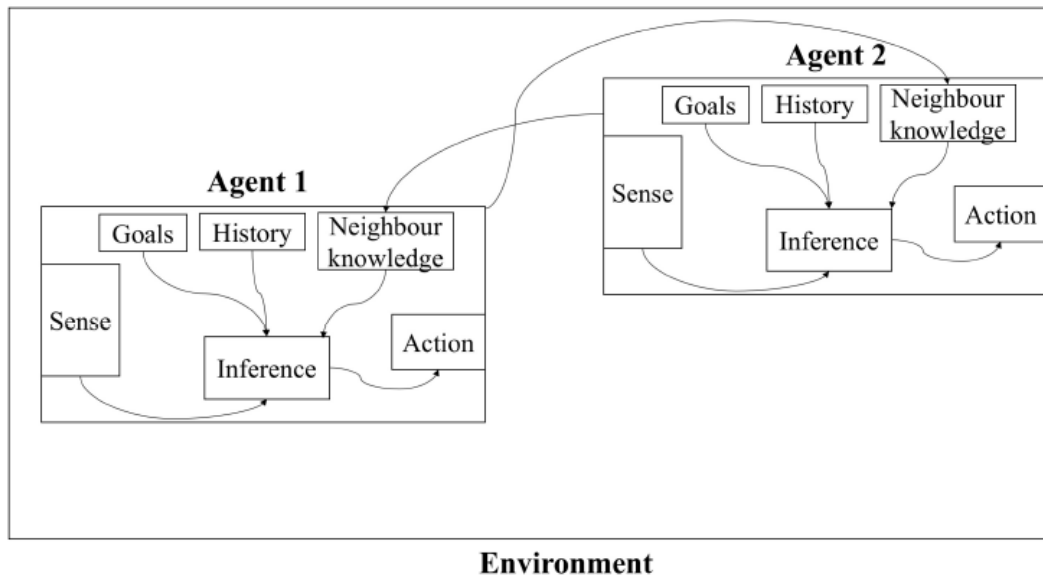 Agent 2
Goals
History
Neighbour
knowledge
Sense
Action
Inference
Agent 1
Goals
History
Neighbour
knowledge
Sense
Action
Inference
Environment